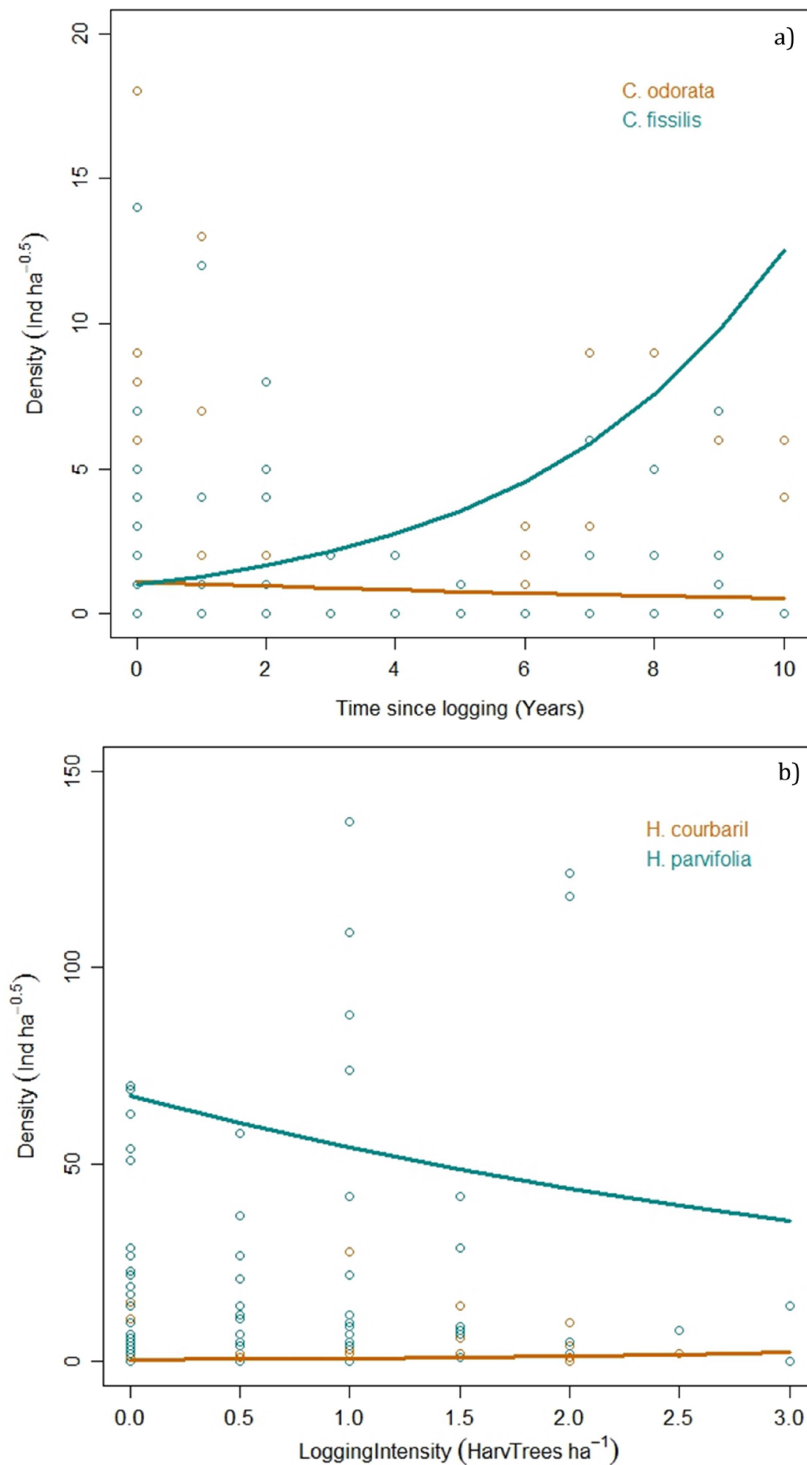 a)
C. odorata
C. fissilis
20
15
10
5
0
Density (Ind ha⁻⁰·⁵)
0 2 4 6 8 10
Time since logging (Years)
b)
H. courbaril
H. parvifolia
150
100
50
0
Density (Ind ha⁻⁰·⁵)
0.0 0.5 1.0 1.5 2.0 2.5 3.0
LoggingIntensity (HarvTrees ha⁻¹)